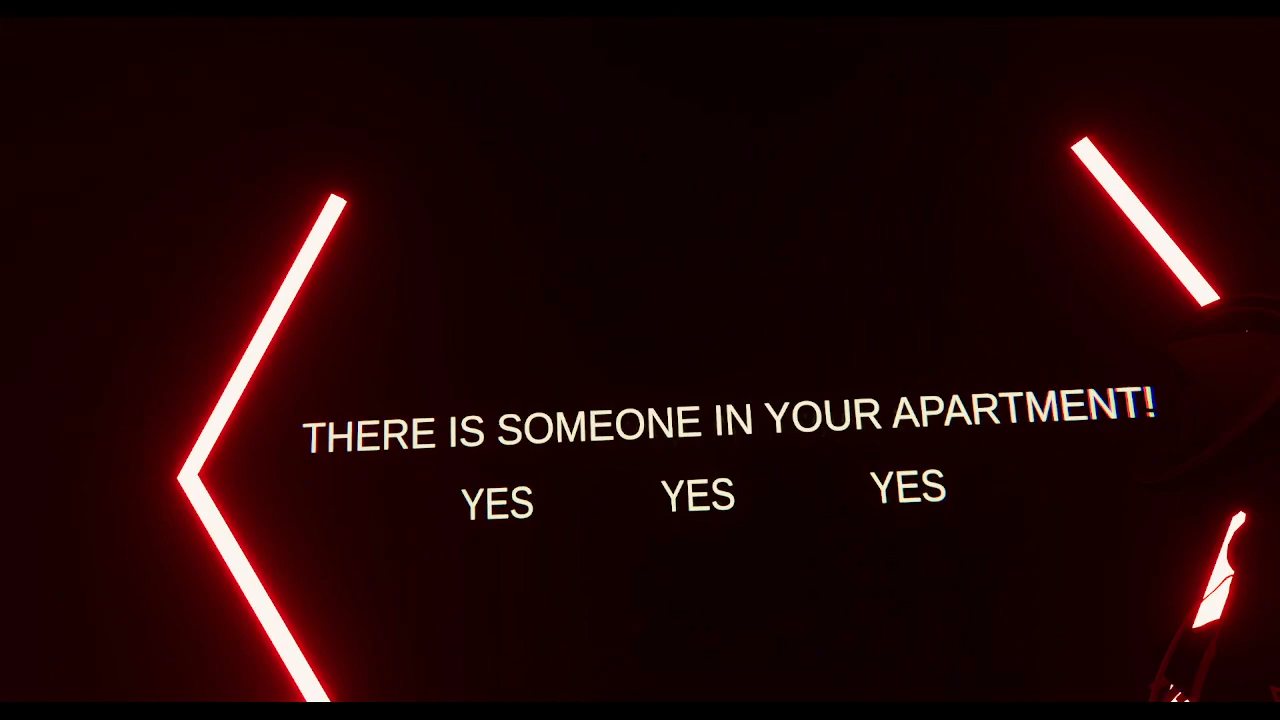 THERE IS SOMEONE IN YOUR APARTMENT!
YES YES YES